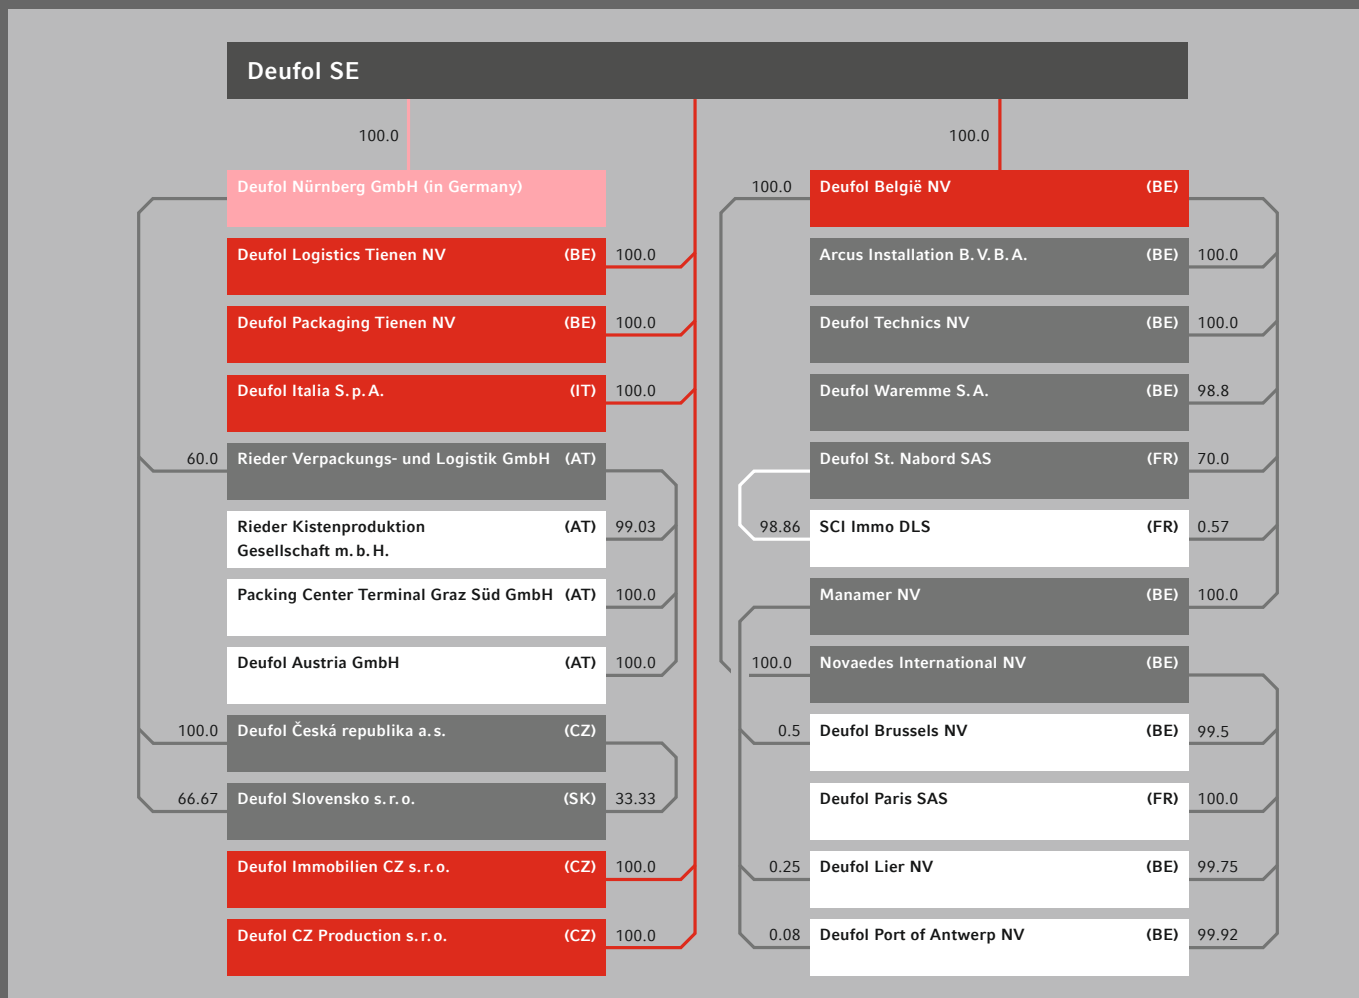 Deufol SE
100.0
100.0
Deufol Nürnberg GmbH (in Germany)
Deufol Logistics Tienen NV (BE) 100.0
Deufol Packaging Tienen NV (BE) 100.0
Deufol Italia S. p. A. (IT) 100.0
60.0 Rieder Verpackungs- und Logistik GmbH (AT)
Rieder Kistenproduktion (AT) 99.03
Gesellschaft m. b. H.
Packing Center Terminal Graz Süd GmbH (AT) 100.0
Deufol Austria GmbH (AT) 100.0
100.0 Deufol Česká republika a. s. (CZ)
66.67 Deufol Slovensko s. r. o. (SK) 33.33
Deufol Immobilien CZ s. r. o. (CZ) 100.0
Deufol CZ Production s. r. o. (CZ) 100.0
100.0 Deufol België NV (BE)
Arcus Installation B. V. B. A. (BE) 100.0
Deufol Technics NV (BE) 100.0
Deufol Waremme S. A. (BE) 98.8
Deufol St. Nabord SAS (FR) 70.0
98.86 SCI Immo DLS (FR) 0.57
Manamer NV (BE) 100.0
100.0 Novaedes International NV (BE)
0.5 Deufol Brussels NV (BE) 99.5
Deufol Paris SAS (FR) 100.0
0.25 Deufol Lier NV (BE) 99.75
0.08 Deufol Port of Antwerp NV (BE) 99.92